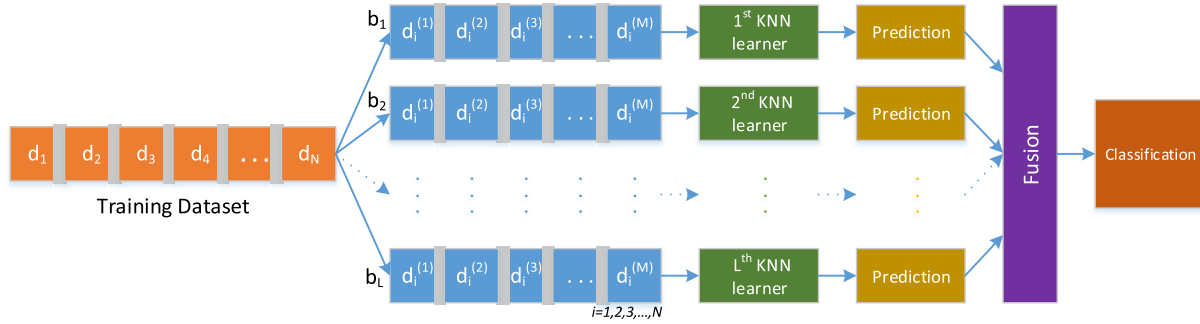 b₁ dᵢ⁽¹⁾ dᵢ⁽²⁾ dᵢ⁽³⁾ ... dᵢ⁽ᴹ⁾
1ˢᵗ KNN
learner
Prediction
b₂ dᵢ⁽¹⁾ dᵢ⁽²⁾ dᵢ⁽³⁾ ... dᵢ⁽ᴹ⁾
2ⁿᵈ KNN
learner
Prediction
d₁ d₂ d₃ d₄ ... d_N
Training Dataset
Fusion
Classification
b_L dᵢ⁽¹⁾ dᵢ⁽²⁾ dᵢ⁽³⁾ ... dᵢ⁽ᴹ⁾
Lᵗʰ KNN
learner
Prediction
i=1,2,3,...,N